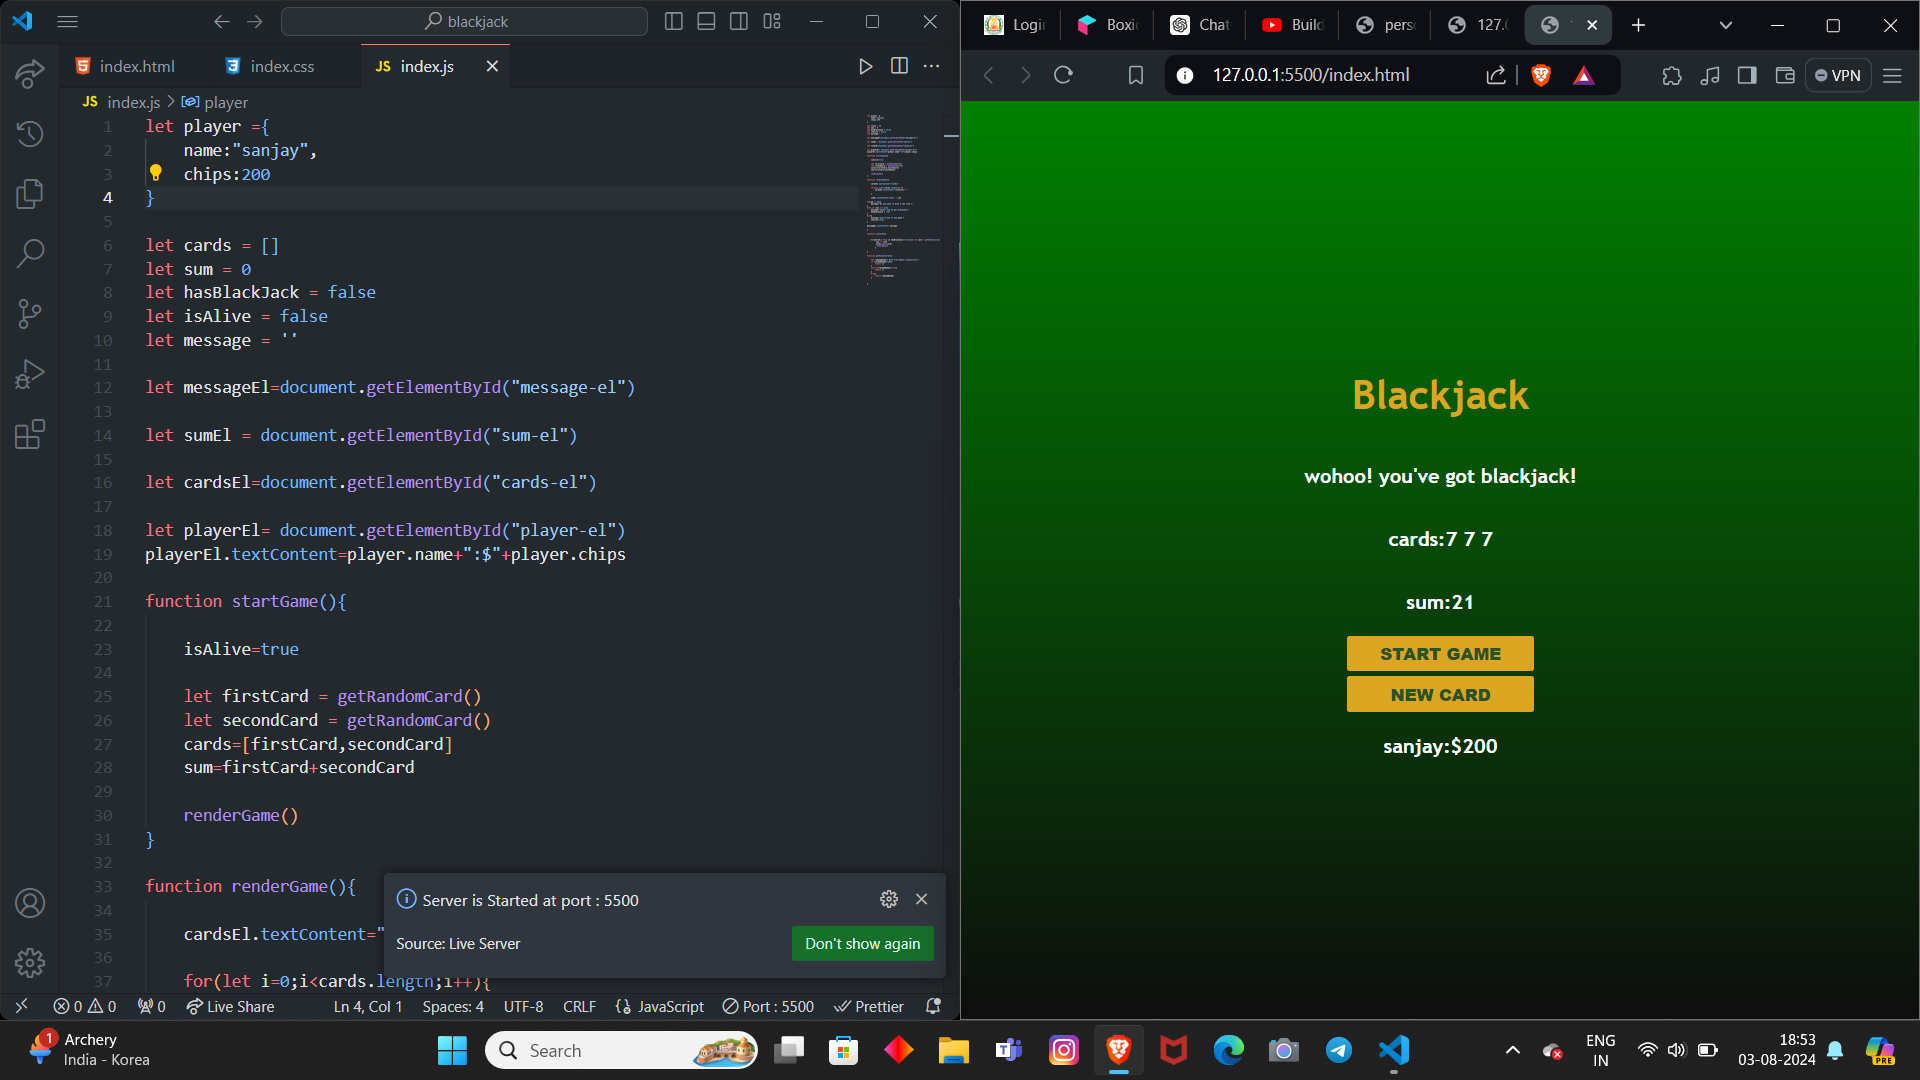 blackjack
index.html
index.css
JS index.js
JS index.js > player
1 let player ={
2 name:"sanjay",
3 chips:200
4 }
5
6 let cards = []
7 let sum = 0
8 let hasBlackJack = false
9 let isAlive = false
10 let message = ''
11
12 let messageEl=document.getElementById("message-el")
13
14 let sumEl = document.getElementById("sum-el")
15
16 let cardsEl=document.getElementById("cards-el")
17
18 let playerEl= document.getElementById("player-el")
19 playerEl.textContent=player.name+":$"+player.chips
20
21 function startGame(){
22
23 isAlive=true
24
25 let firstCard = getRandomCard()
26 let secondCard = getRandomCard()
27 cards=[firstCard,secondCard]
28 sum=firstCard+secondCard
29
30 renderGame()
31 }
32
33 function renderGame(){
34
35 cardsEl.textContent="
36
37 for(let i=0;i<cards.length;i++){
Server is Started at port : 5500
Source: Live Server
Don't show again
0 0 0 Live Share Ln 4, Col 1 Spaces: 4 UTF-8 CRLF {} JavaScript Port : 5500 Prettier
Login Boxi Chat Build pers 127.0
127.0.0.1:5500/index.html
VPN
Blackjack
wohoo! you've got blackjack!
cards:7 7 7
sum:21
START GAME
NEW CARD
sanjay:$200
1
Archery
India - Korea
Search
ENG
IN
18:53
03-08-2024
PRE